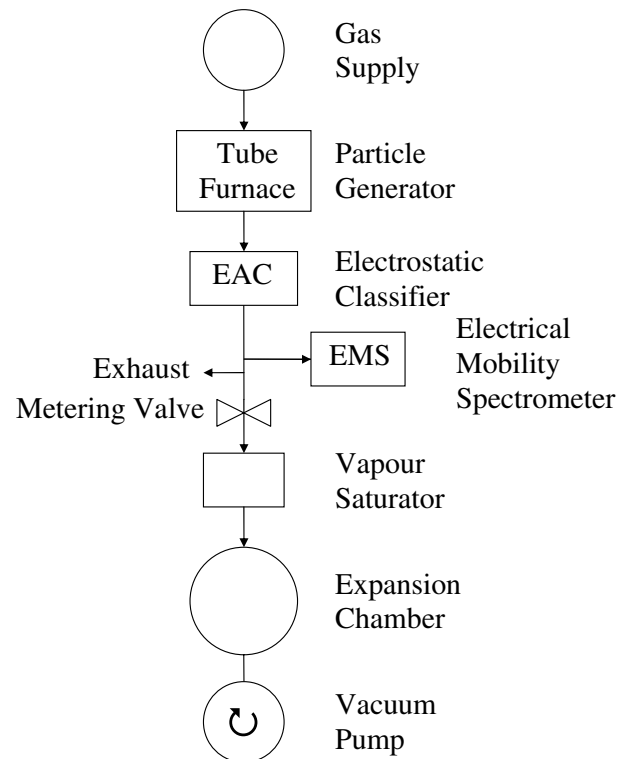 Gas
Supply
Tube
Furnace
Particle
Generator
EAC
Electrostatic
Classifier
EMS
Electrical
Mobility
Spectrometer
Exhaust
Metering Valve
Vapour
Saturator
Expansion
Chamber
Vacuum
Pump